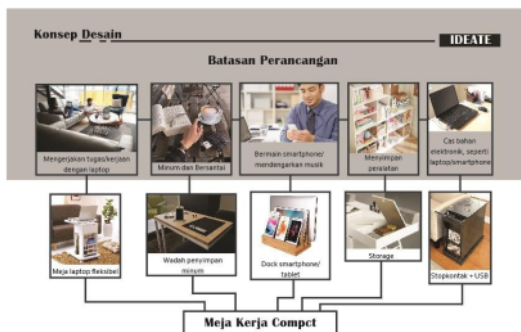 Konsep Desain
IDEATE
Batasan Perancangan
Mengerjakan tugas/kerjaan
dengan laptop
Minum dan Bersantai
Bermain smartphone/
mendengarkan musik
Menyimpan
peralatan
Cas bahan
elektronik, seperti
laptop/smartphone
Meja laptop fleksibel
Wadah penyimpan
minum
Dock smartphone/
tablet
Storage
Stopkontak + USB
Meja Kerja Compct